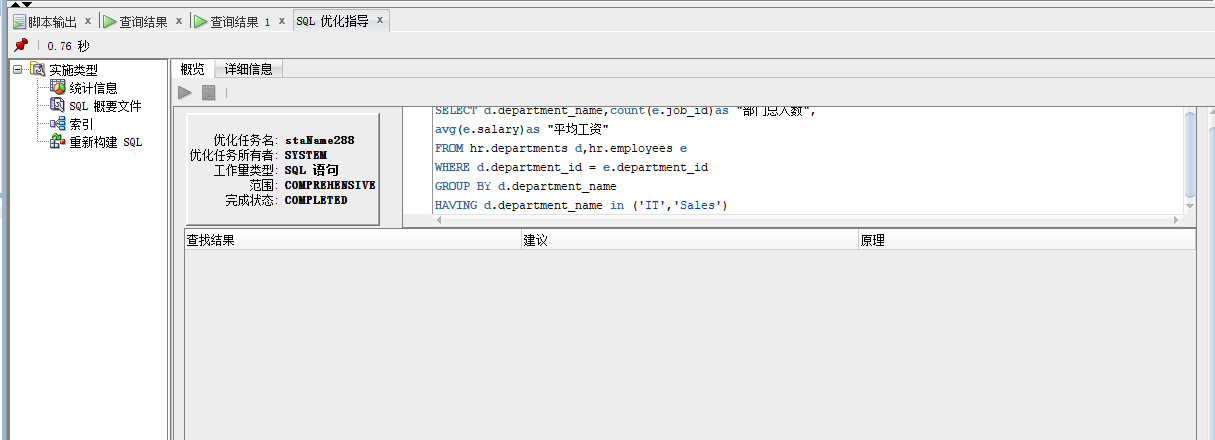 脚本输出 x 查询结果 x 查询结果 1 x SQL 优化指导 x
0.76 秒
实施类型
统计信息
SQL 概要文件
索引
重新构建 SQL
概览 详细信息
优化任务名: staName288
优化任务所有者: SYSTEM
工作量类型: SQL 语句
范围: COMPREHENSIVE
完成状态: COMPLETED
SELECT d.department_name,count(e.job_id)as "部门总人数",
avg(e.salary)as "平均工资"
FROM hr.departments d,hr.employees e
WHERE d.department_id = e.department_id
GROUP BY d.department_name
HAVING d.department_name in ('IT','Sales')
查找结果 建议 原理